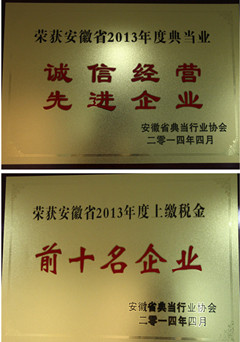 荣获安徽省2013年度典当业
诚信经营
先进企业
安徽省典当行业协会
二零一四年四月
荣获安徽省2013年度上缴税金
前十名企业
安徽省典当行业协会
二零一四年四月